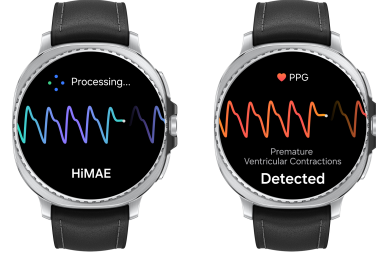 Processing...
HiMAE
PPG
Premature
Ventricular Contractions
Detected